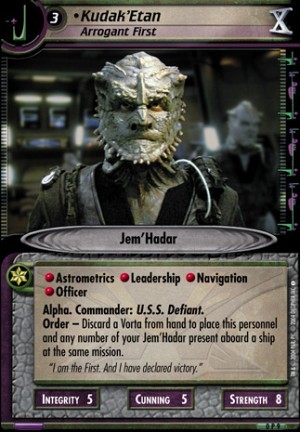 3 •Kudak'Etan
Arrogant First
Jem'Hadar
Astrometrics Leadership Navigation
Officer
Alpha. Commander: U.S.S. Defiant.
Order – Discard a Vorta from hand to place this personnel
and any number of your Jem'Hadar present aboard a ship
at the same mission.
"I am the First. And I have declared victory."
Integrity 5 Cunning 5 Strength 8